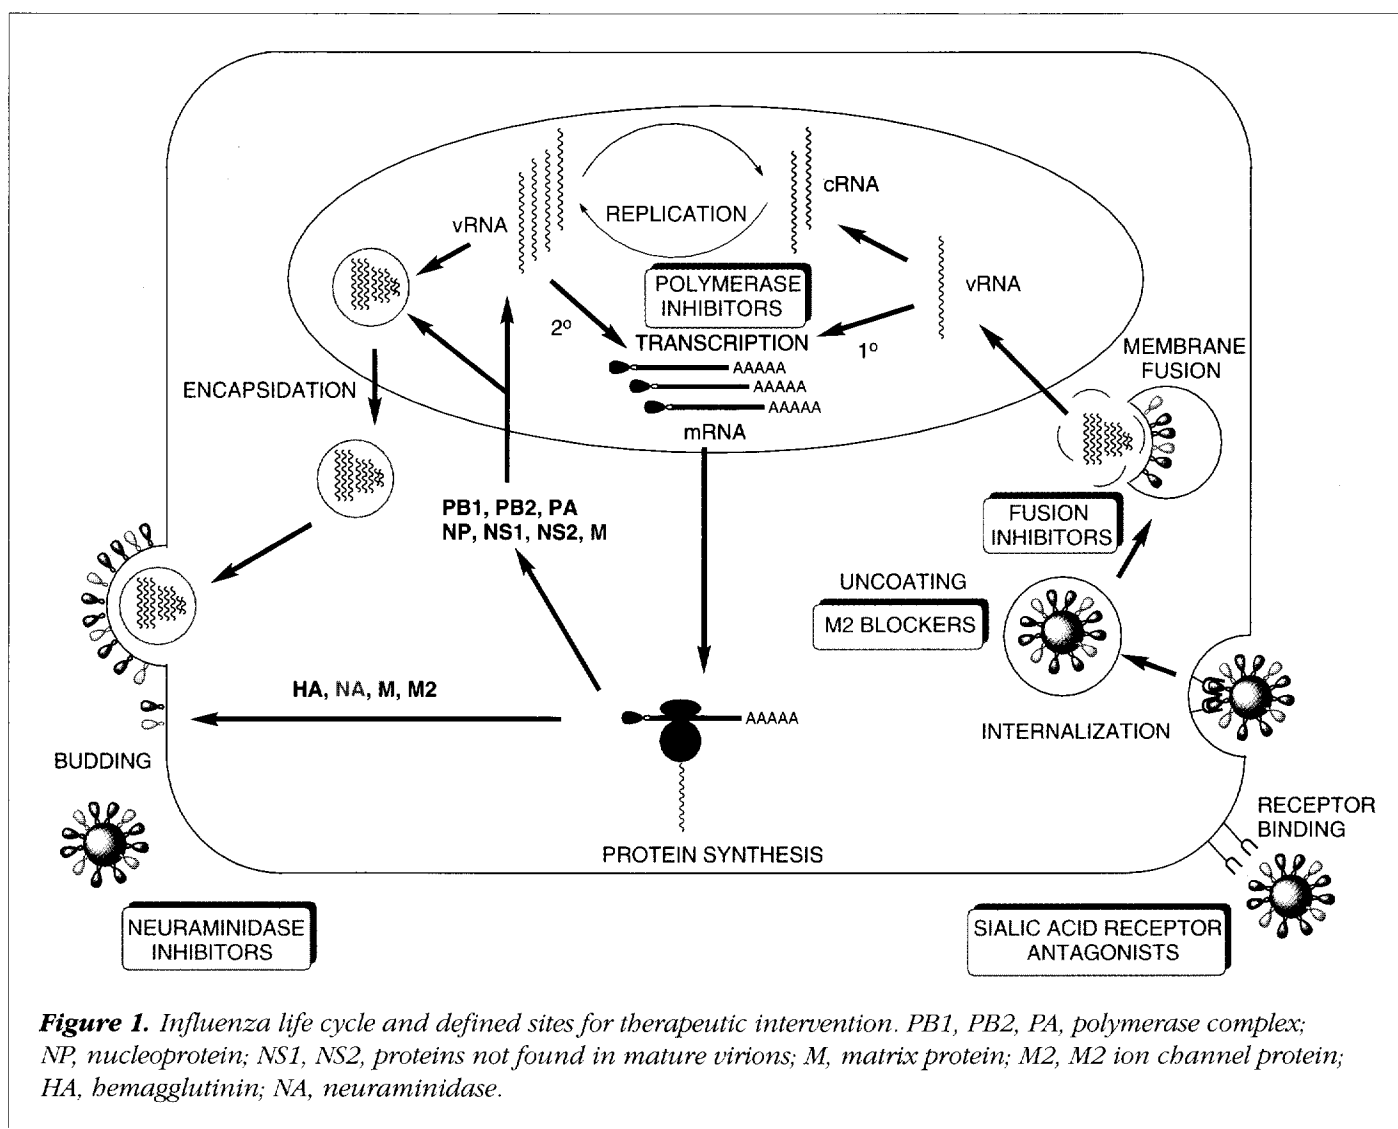 vRNA
REPLICATION
cRNA
POLYMERASE
INHIBITORS
vRNA
2º
TRANSCRIPTION
1º
AAAAA
AAAAA
AAAAA
mRNA
MEMBRANE
FUSION
ENCAPSIDATION
PB1, PB2, PA
NP, NS1, NS2, M
FUSION
INHIBITORS
UNCOATING
M2 BLOCKERS
HA, NA, M, M2
AAAAA
INTERNALIZATION
BUDDING
RECEPTOR
BINDING
PROTEIN SYNTHESIS
NEURAMINIDASE
INHIBITORS
SIALIC ACID RECEPTOR
ANTAGONISTS
Figure 1. Influenza life cycle and defined sites for therapeutic intervention. PB1, PB2, PA, polymerase complex;
NP, nucleoprotein; NS1, NS2, proteins not found in mature virions; M, matrix protein; M2, M2 ion channel protein;
HA, hemagglutinin; NA, neuraminidase.